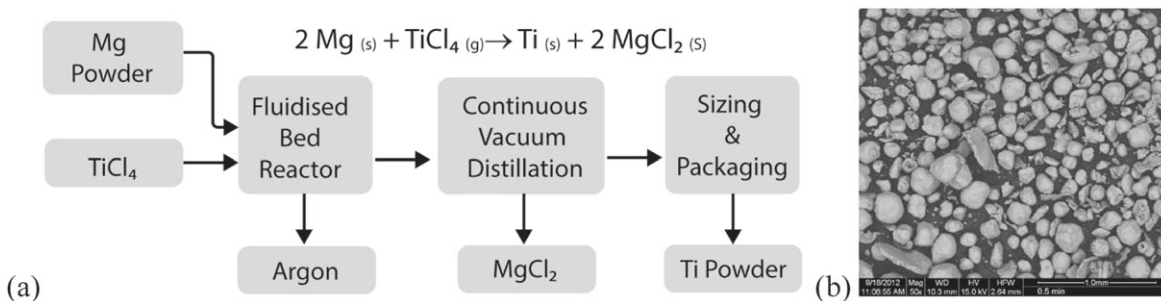 2 Mg (s) + TiCl4 (g) → Ti (s) + 2 MgCl2 (S)
Mg
Powder
TiCl4
Fluidised
Bed
Reactor
Continuous
Vacuum
Distillation
Sizing
&
Packaging
Argon
MgCl2
Ti Powder
(a)
(b)
8/18/2012 Mag WD HV HFW 1.0mm
11:06:55 AM 50x 10.3 mm 15.0 kV 2.64 mm 0.5 min